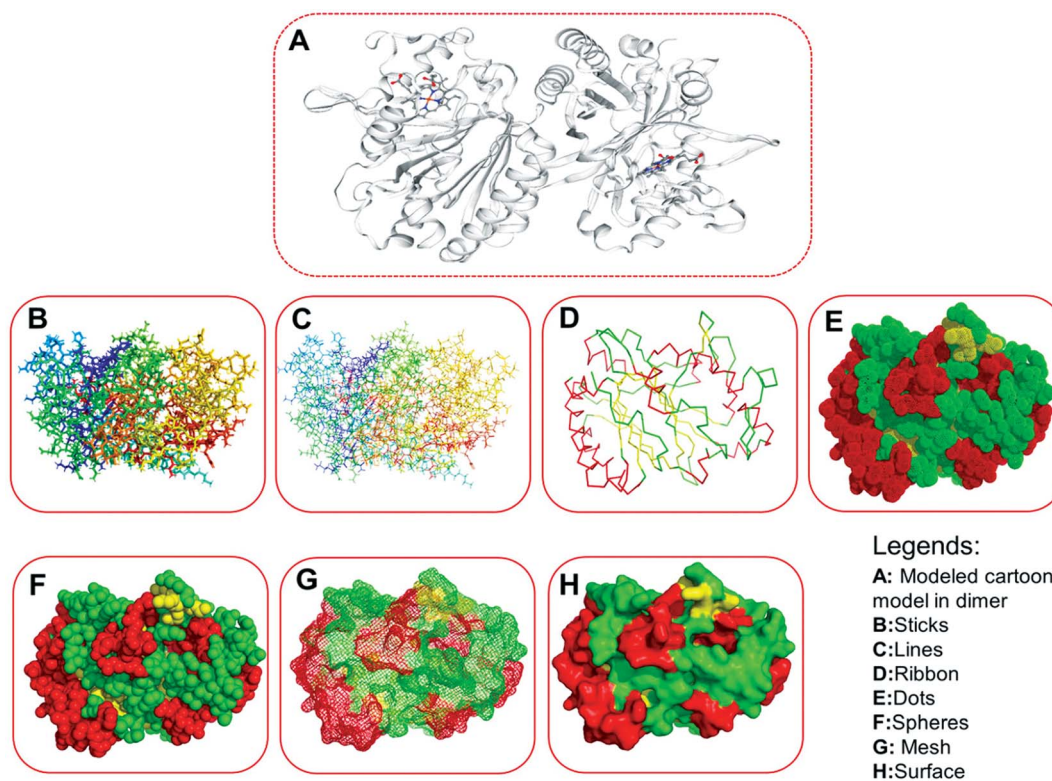 A
B
C
D
E
F
G
H
Legends:
A: Modeled cartoon
model in dimer
B:Sticks
C:Lines
D:Ribbon
E:Dots
F:Spheres
G: Mesh
H:Surface